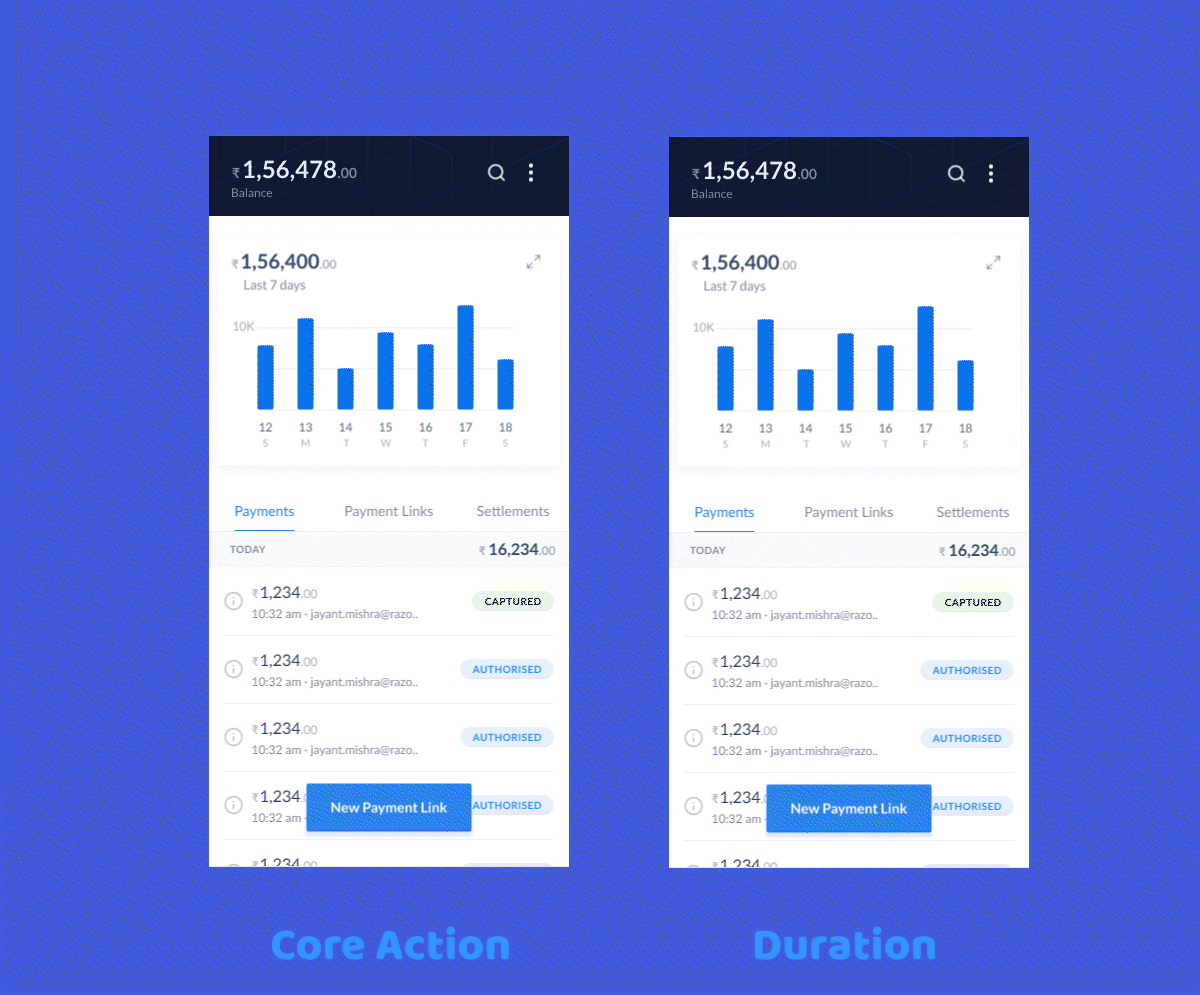 ₹1,56,478.00
Balance
₹1,56,400.00
Last 7 days
10K
12 13 14 15 16 17 18
S M T W T F S
Payments Payment Links Settlements
TODAY ₹ 16,234.00
₹1,234.00
10:32 am · jayant.mishra@razo..
CAPTURED
₹1,234.00
10:32 am · jayant.mishra@razo..
AUTHORISED
₹1,234.00
10:32 am · jayant.mishra@razo..
AUTHORISED
₹1,234.0
10:32 am ·
AUTHORISED
New Payment Link
₹1,234.00
Core Action
₹1,56,478.00
Balance
₹1,56,400.00
Last 7 days
10K
12 13 14 15 16 17 18
S M T W T F S
Payments Payment Links Settlements
TODAY ₹ 16,234.00
₹1,234.00
10:32 am · jayant.mishra@razo..
CAPTURED
₹1,234.00
10:32 am · jayant.mishra@razo..
AUTHORISED
₹1,234.00
10:32 am · jayant.mishra@razo..
AUTHORISED
₹1,234.0
10:32 am ·
AUTHORISED
New Payment Link
₹1,234.00
Duration